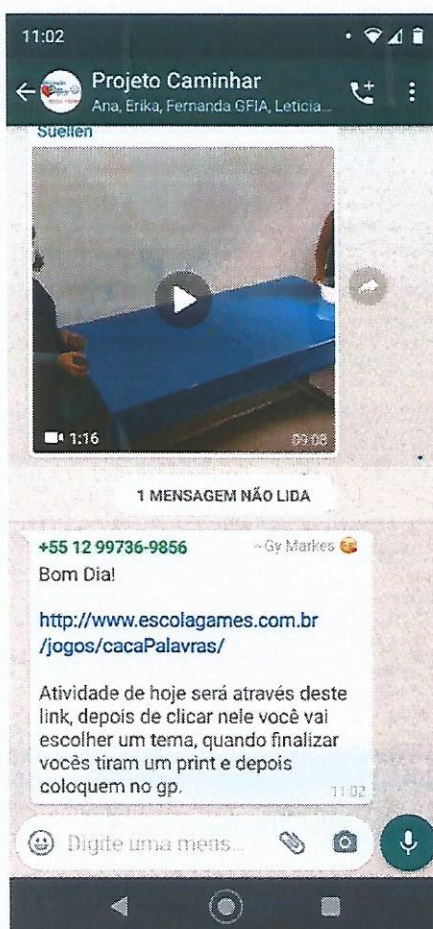 11:02
Projeto Caminhar
Ana, Erika, Fernanda GFIA, Leticia...
Suellen
1:16
09:08
1 MENSAGEM NÃO LIDA
+55 12 99736-9856 ~Gy Markes
Bom Dia!
http://www.escolagames.com.br
/jogos/cacaPalavras/
Atividade de hoje será através deste
link, depois de clicar nele você vai
escolher um tema, quando finalizar
vocês tiram um print e depois
coloquem no gp.
11:02
Digite uma mens...